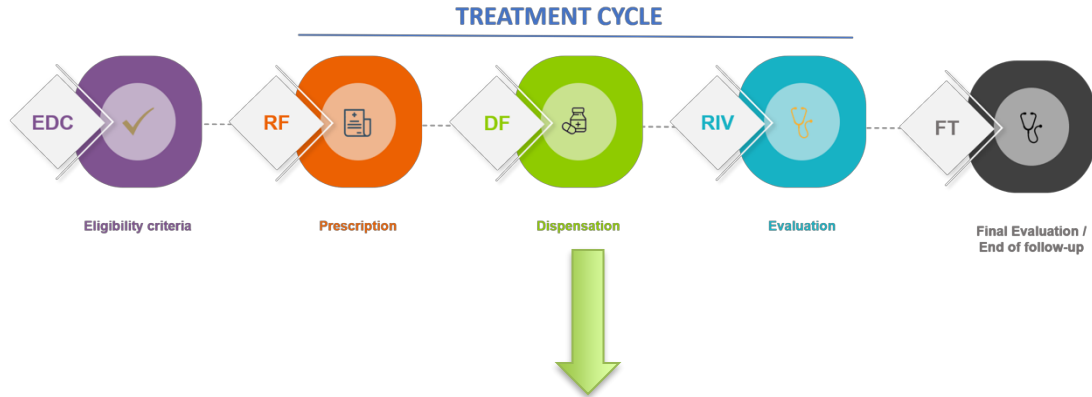 TREATMENT CYCLE
EDC
RF
DF
RIV
FT
Eligibility criteria
Prescription
Dispensation
Evaluation
Final Evaluation /
End of follow-up